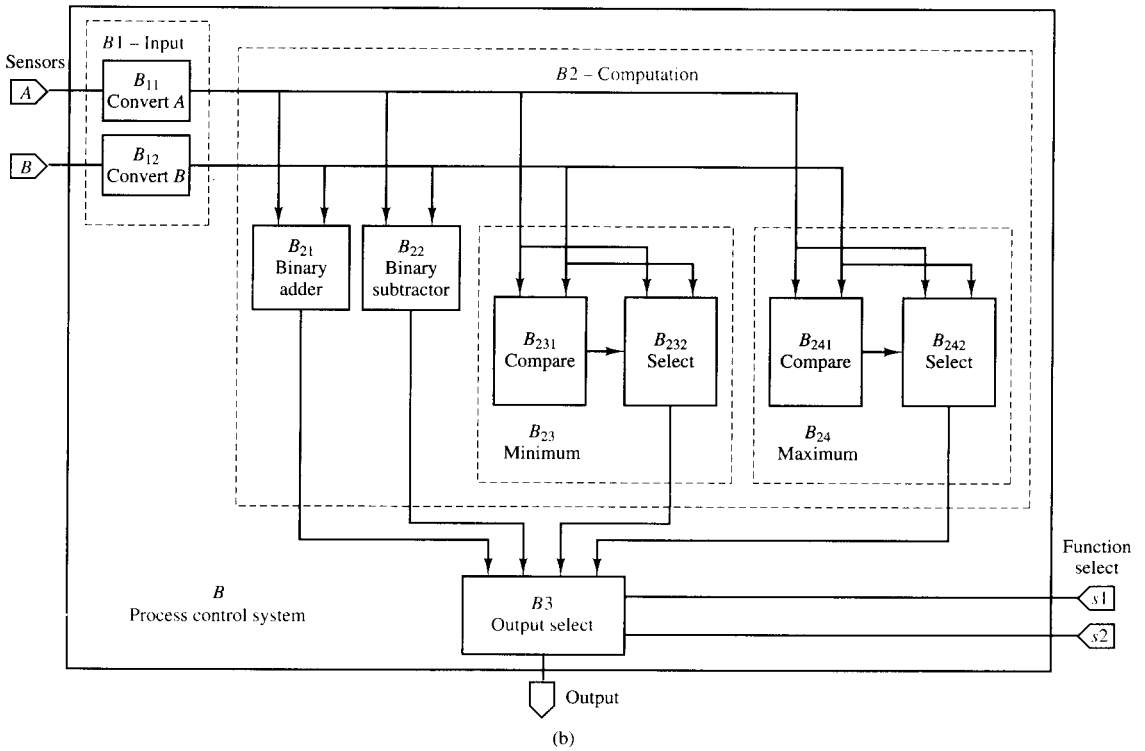 B1 – Input
Sensors
A
B11
Convert A
B
B12
Convert B
B2 – Computation
B21
Binary
adder
B22
Binary
subtractor
B231
Compare
B232
Select
B23
Minimum
B241
Compare
B242
Select
B24
Maximum
B
Process control system
B3
Output select
Function
select
s1
s2
Output
(b)